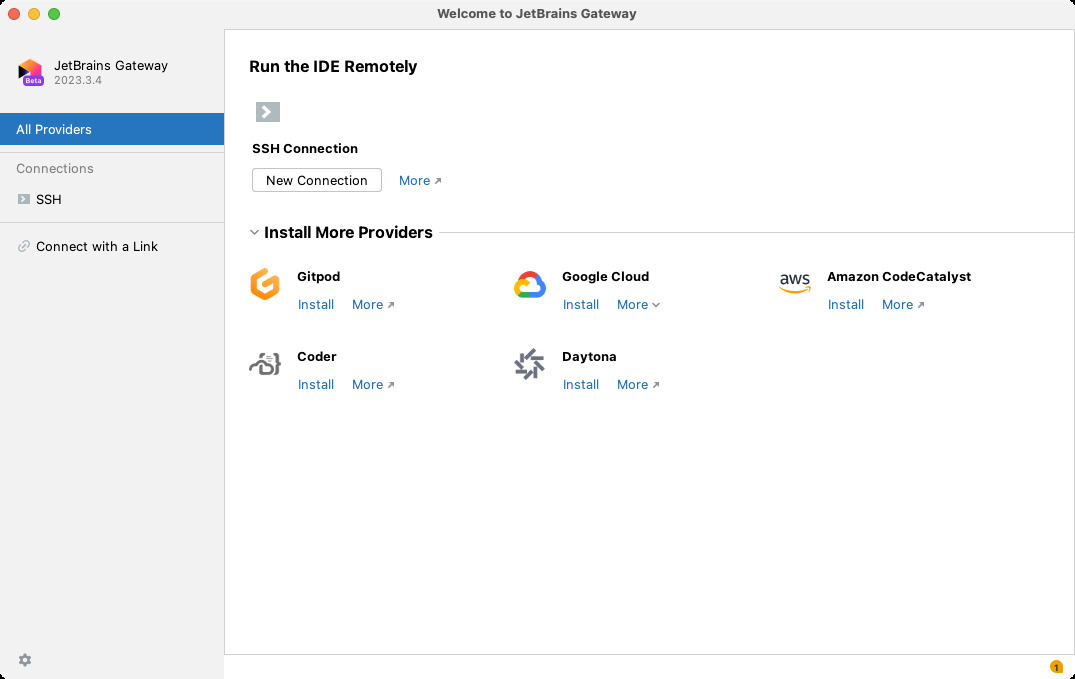 Welcome to JetBrains Gateway
JetBrains Gateway
Beta
2023.3.4
All Providers
Connections
SSH
Connect with a Link
Run the IDE Remotely
SSH Connection
New Connection More
Install More Providers
Gitpod
Install More
Google Cloud
Install More
aws
Amazon CodeCatalyst
Install More
Coder
Install More
Daytona
Install More
1